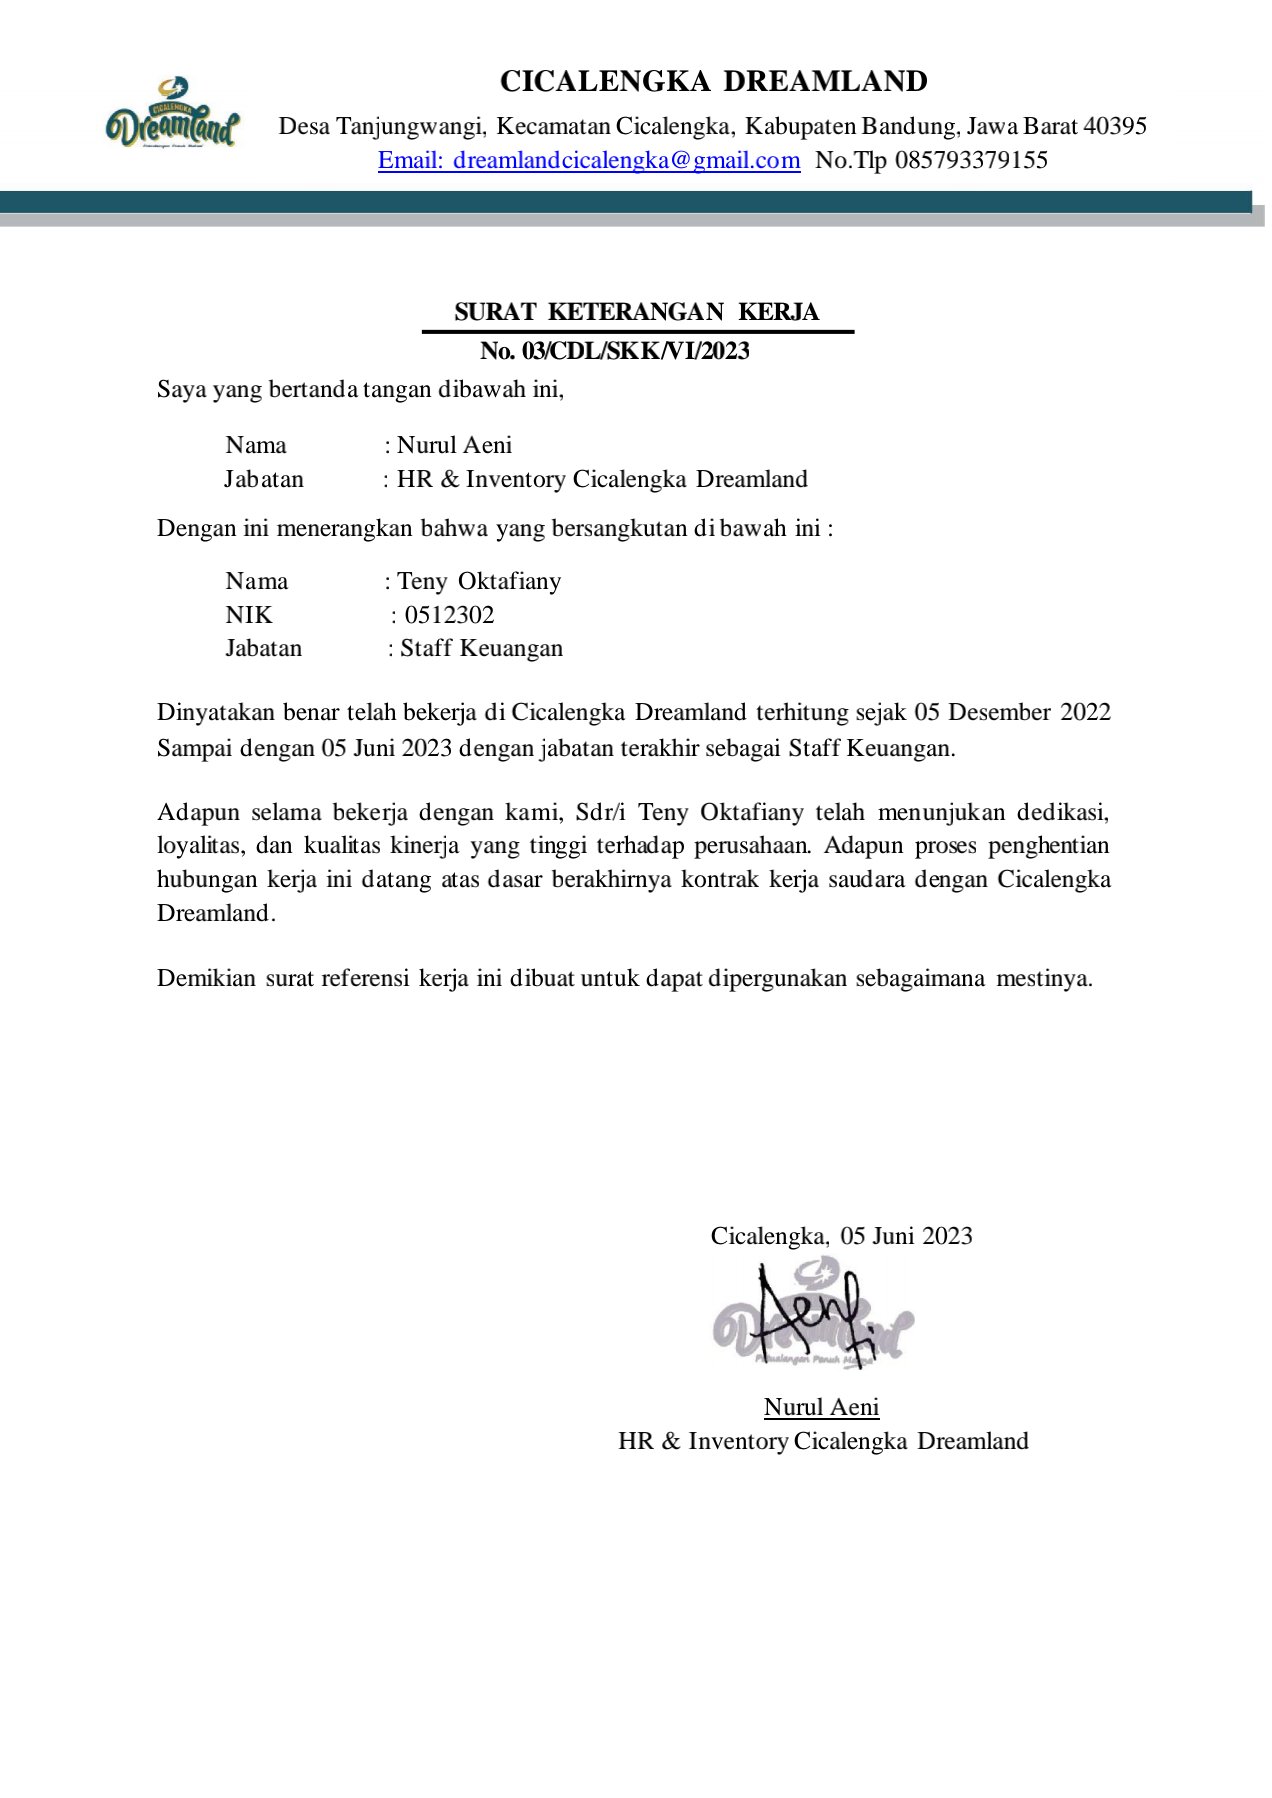 CICALENGKA
Dreamland
CICALENGKA DREAMLAND
Desa Tanjungwangi, Kecamatan Cicalengka, Kabupaten Bandung, Jawa Barat 40395
Email: dreamlandcicalengka@gmail.com No.Tlp 085793379155
SURAT KETERANGAN KERJA
No. 03/CDL/SKK/VI/2023
Saya yang bertanda tangan dibawah ini,
Nama : Nurul Aeni
Jabatan : HR & Inventory Cicalengka Dreamland
Dengan ini menerangkan bahwa yang bersangkutan di bawah ini :
Nama : Teny Oktafiany
NIK : 0512302
Jabatan : Staff Keuangan
Dinyatakan benar telah bekerja di Cicalengka Dreamland terhitung sejak 05 Desember 2022
Sampai dengan 05 Juni 2023 dengan jabatan terakhir sebagai Staff Keuangan.
Adapun selama bekerja dengan kami, Sdr/i Teny Oktafiany telah menunjukan dedikasi,
loyalitas, dan kualitas kinerja yang tinggi terhadap perusahaan. Adapun proses penghentian
hubungan kerja ini datang atas dasar berakhirnya kontrak kerja saudara dengan Cicalengka
Dreamland.
Demikian surat referensi kerja ini dibuat untuk dapat dipergunakan sebagaimana mestinya.
Cicalengka, 05 Juni 2023
Dreamland
Petualangan Penuh
Nurul Aeni
HR & Inventory Cicalengka Dreamland